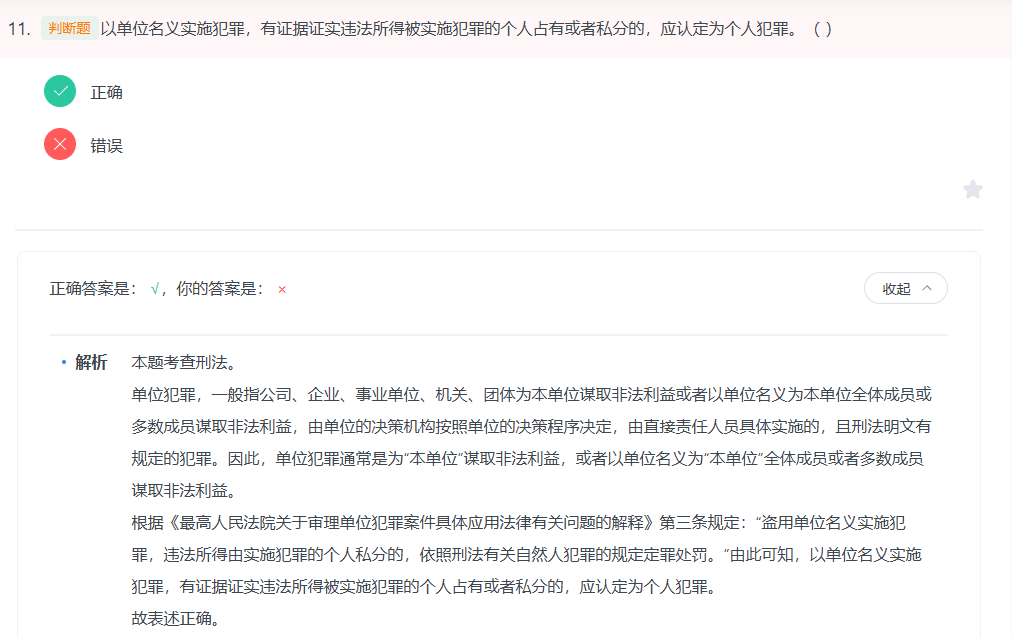 11. 判断题 以单位名义实施犯罪，有证据证实违法所得被实施犯罪的个人占有或者私分的，应认定为个人犯罪。（ ）
正确
错误
正确答案是： √，你的答案是： ×
收起
解析 本题考查刑法。
单位犯罪，一般指公司、企业、事业单位、机关、团体为本单位谋取非法利益或者以单位名义为本单位全体成员或
多数成员谋取非法利益，由单位的决策机构按照单位的决策程序决定，由直接责任人员具体实施的，且刑法明文有
规定的犯罪。因此，单位犯罪通常是为“本单位”谋取非法利益，或者以单位名义为“本单位”全体成员或者多数成员
谋取非法利益。
根据《最高人民法院关于审理单位犯罪案件具体应用法律有关问题的解释》第三条规定：“盗用单位名义实施犯
罪，违法所得由实施犯罪的个人私分的，依照刑法有关自然人犯罪的规定定罪处罚。“由此可知，以单位名义实施
犯罪，有证据证实违法所得被实施犯罪的个人占有或者私分的，应认定为个人犯罪。
故表述正确。